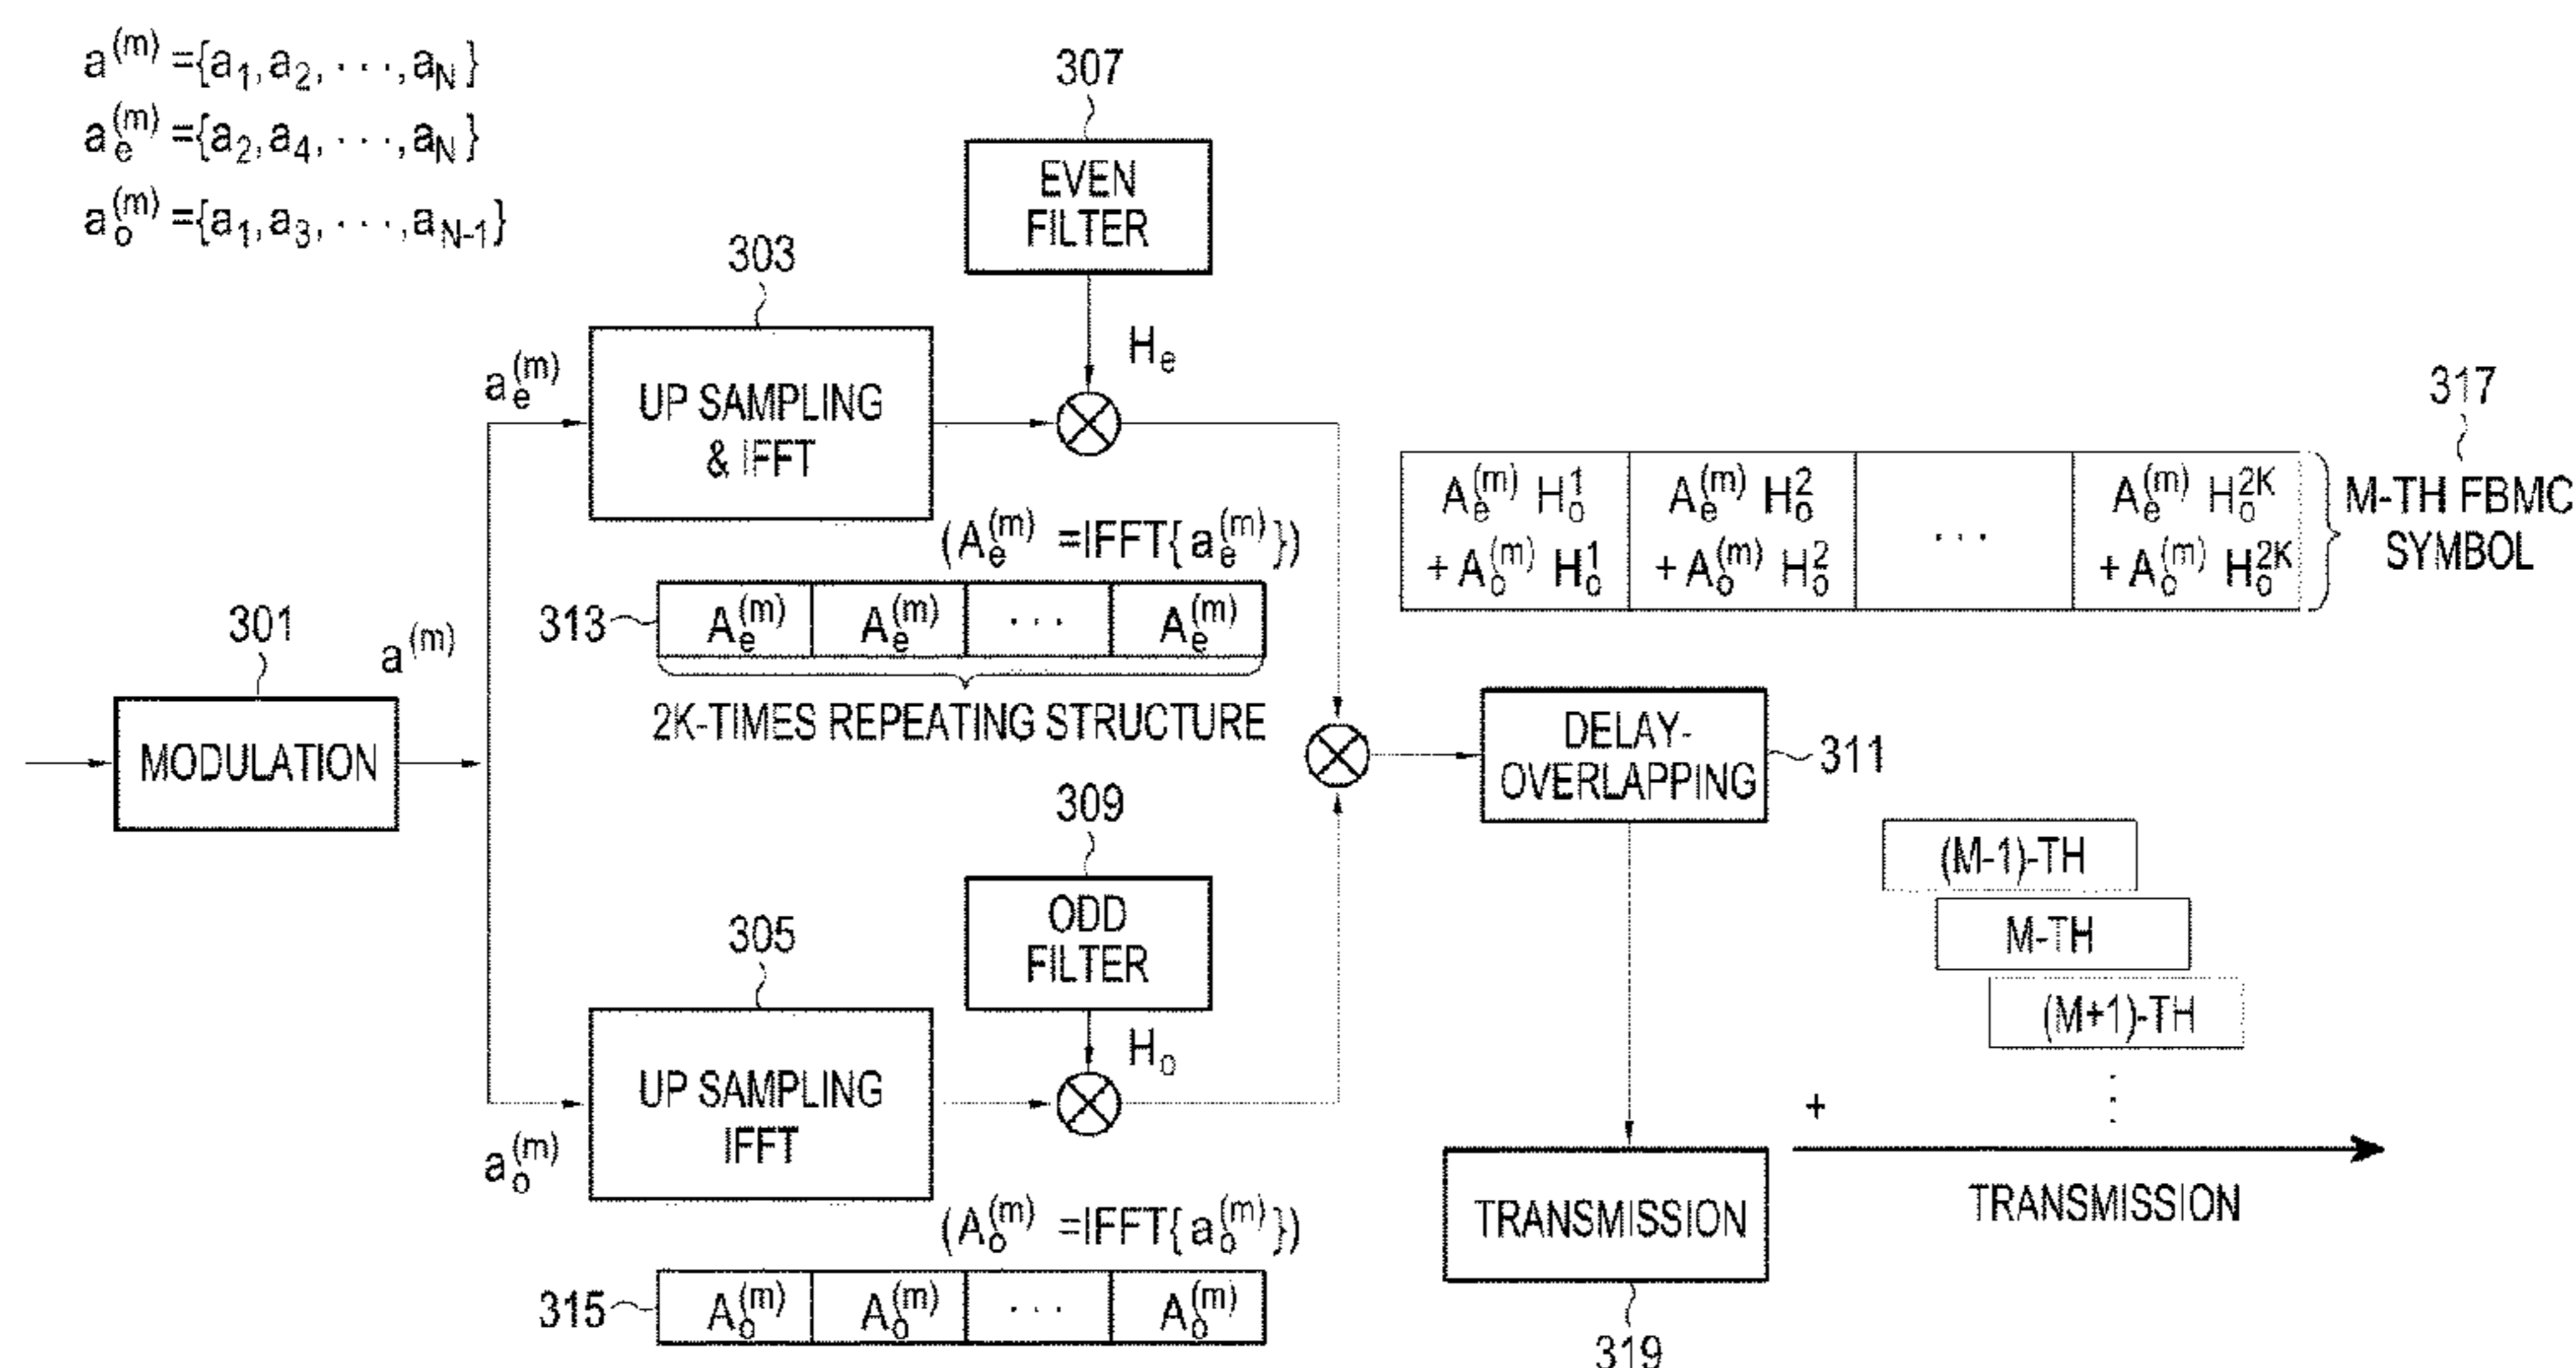 a^(m) ={a_1, a_2, ···, a_N}
a_e^(m) ={a_2, a_4, ···, a_N}
a_o^(m) ={a_1, a_3, ···, a_N-1}
307
EVEN
FILTER
303
H_e
a_e^(m)
UP SAMPLING
& IFFT
317
A_e^(m) H_o^1
+ A_o^(m) H_o^1
A_e^(m) H_o^2
+ A_o^(m) H_o^2
···
A_e^(m) H_o^2K
+ A_o^(m) H_o^2K
M-TH FBMC
SYMBOL
(A_e^(m) =IFFT{ a_e^(m) })
313
A_e^(m) A_e^(m) ··· A_e^(m)
2K-TIMES REPEATING STRUCTURE
301
a^(m)
MODULATION
DELAY-
OVERLAPPING
311
309
ODD
FILTER
305
H_o
UP SAMPLING
IFFT
a_o^(m)
(M-1)-TH
M-TH
(M+1)-TH
+
TRANSMISSION
TRANSMISSION
319
(A_o^(m) =IFFT{ a_o^(m) })
315
A_o^(m) A_o^(m) ··· A_o^(m)